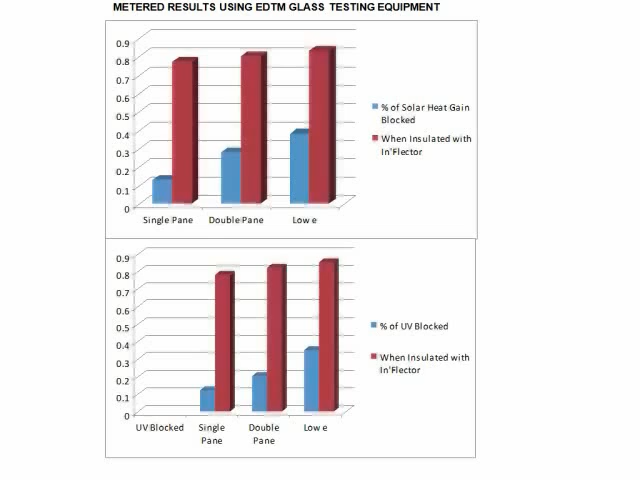 METERED RESULTS USING EDTM GLASS TESTING EQUIPMENT
0.9
0.8
0.7
0.6
0.5
0.4
0.3
0.2
0.1
0
Single Pane
Double Pane
Low e
% of Solar Heat Gain
Blocked
When Insulated with
In'Flector
0.9
0.8
0.7
0.6
0.5
0.4
0.3
0.2
0.1
0
UV Blocked
Single
Pane
Double
Pane
Low e
% of UV Blocked
When Insulated with
In'Flector